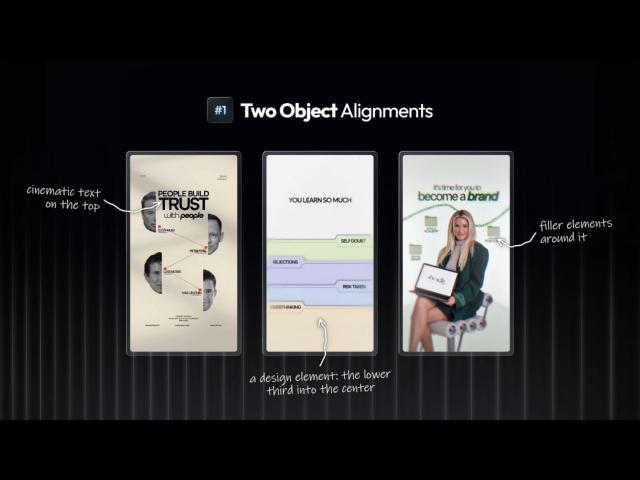 #1 Two Object Alignments
cinematic text
on the top
PEOPLE BUILD
TRUST
with people
YOU LEARN SO MUCH
SELF DOUBT
REJECTIONS
RISK TAKEN
OVERTHINKING
it's time for you to
become a brand
filler elements
around it
a design element: the lower
third into the center